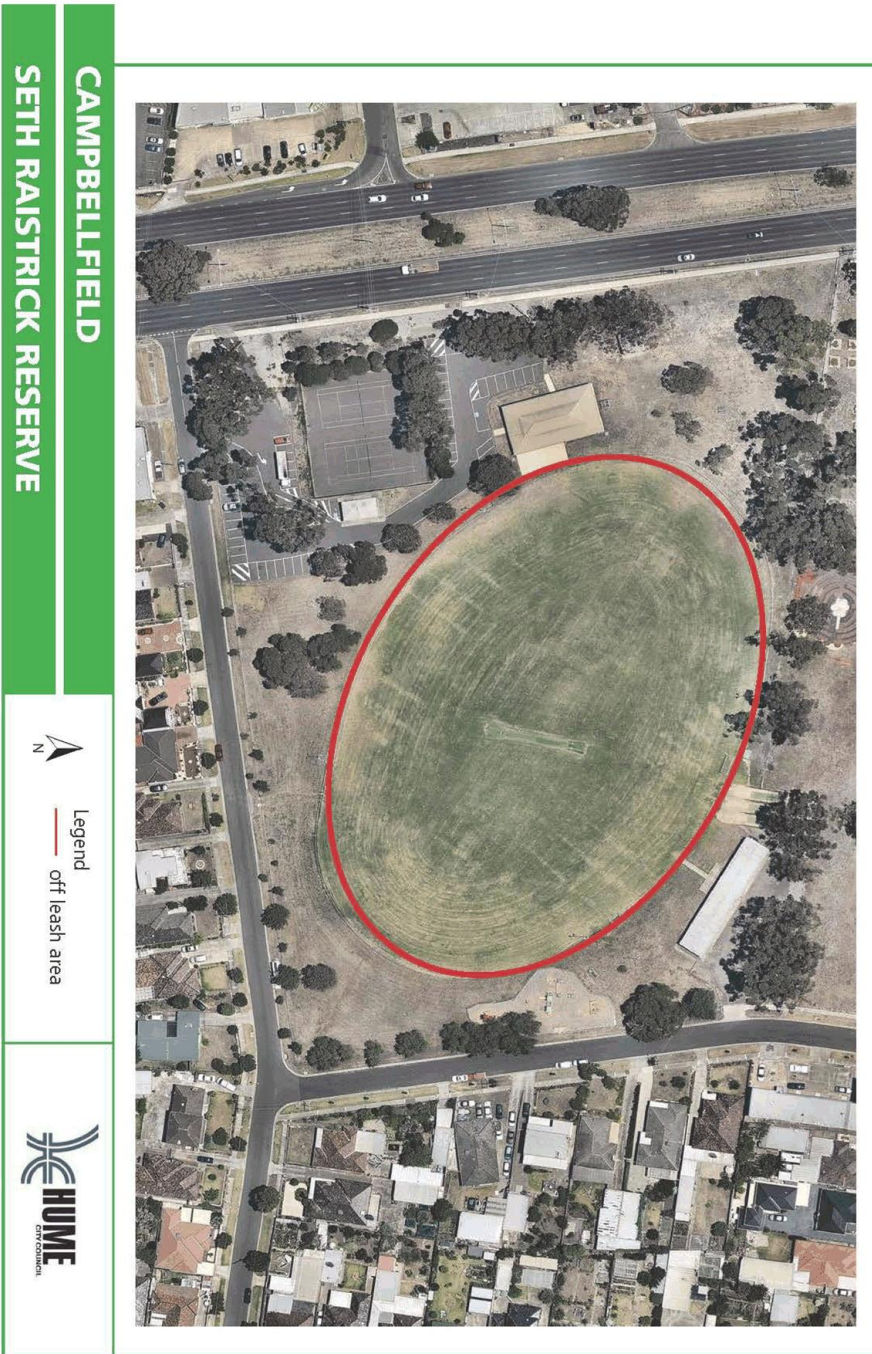 CAMPBELLFIELD
SETH RAISTRICK RESERVE
N
Legend
off leash area
HUME
CITY COUNCIL